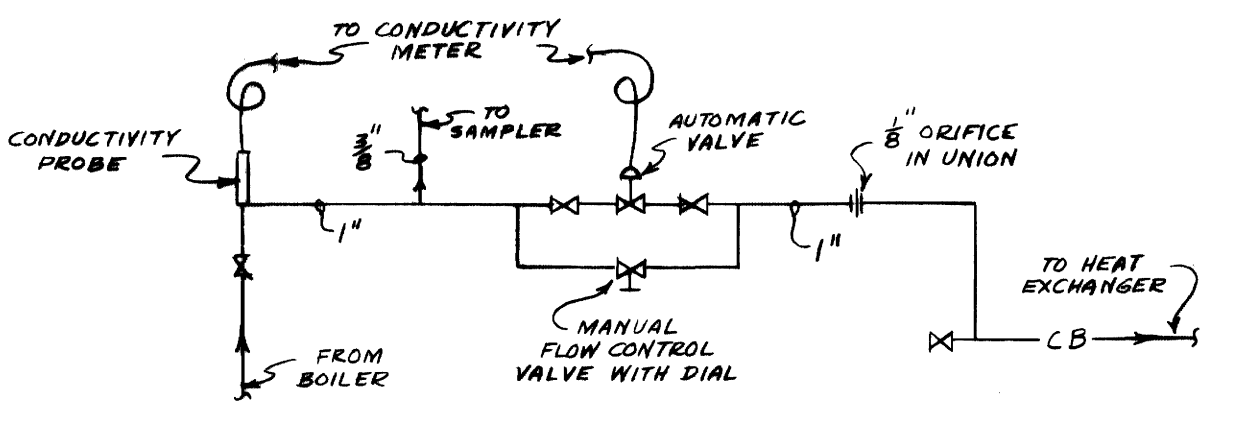 TO CONDUCTIVITY
METER
CONDUCTIVITY
PROBE
3/8"
TO
SAMPLER
AUTOMATIC
VALVE
1/8" ORIFICE
IN UNION
1"
1"
MANUAL
FLOW CONTROL
VALVE WITH DIAL
FROM
BOILER
TO HEAT
EXCHANGER
CB